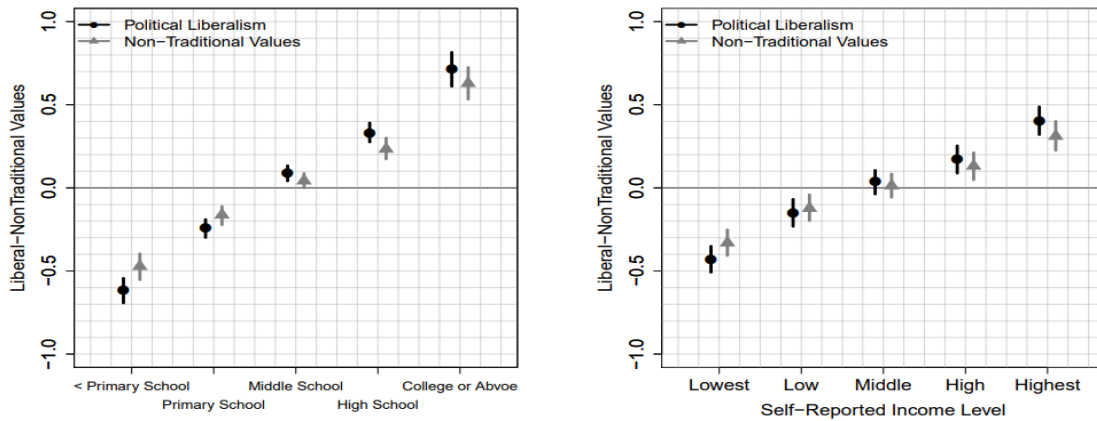 Political Liberalism
Non-Traditional Values
Liberal-NonTraditional Values
1.0
0.5
0.0
-0.5
-1.0
< Primary School
Primary School
Middle School
High School
College or Abvoe
Political Liberalism
Non-Traditional Values
Liberal-NonTraditional Values
1.0
0.5
0.0
-0.5
-1.0
Lowest Low Middle High Highest
Self-Reported Income Level